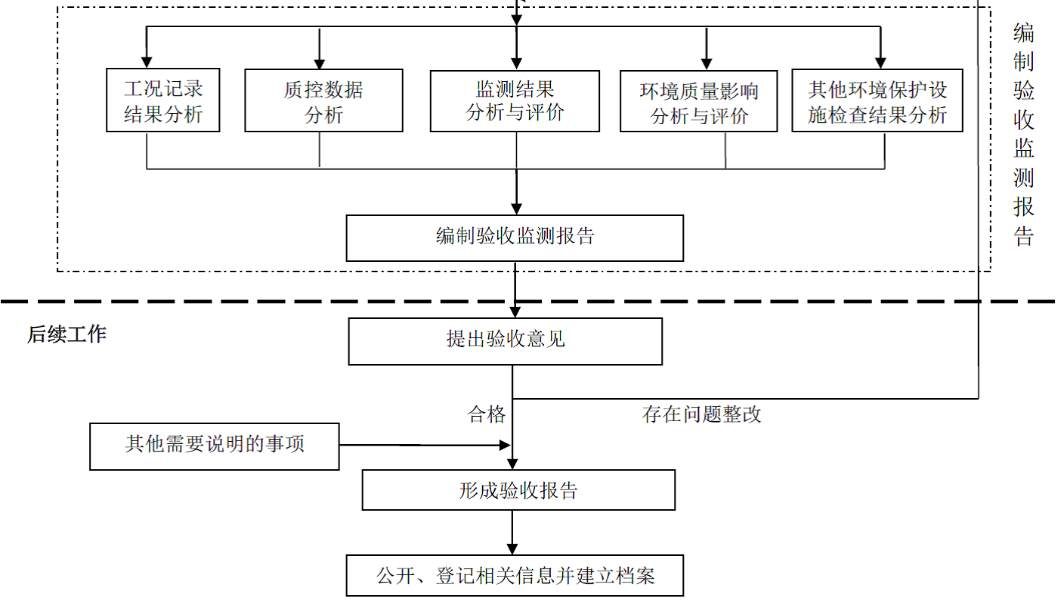 工况记录
结果分析
质控数据
分析
监测结果
分析与评价
环境质量影响
分析与评价
其他环境保护设
施检查结果分析
编制验收监测报告
编制验收监测报告
后续工作
提出验收意见
合格
存在问题整改
其他需要说明的事项
形成验收报告
公开、登记相关信息并建立档案